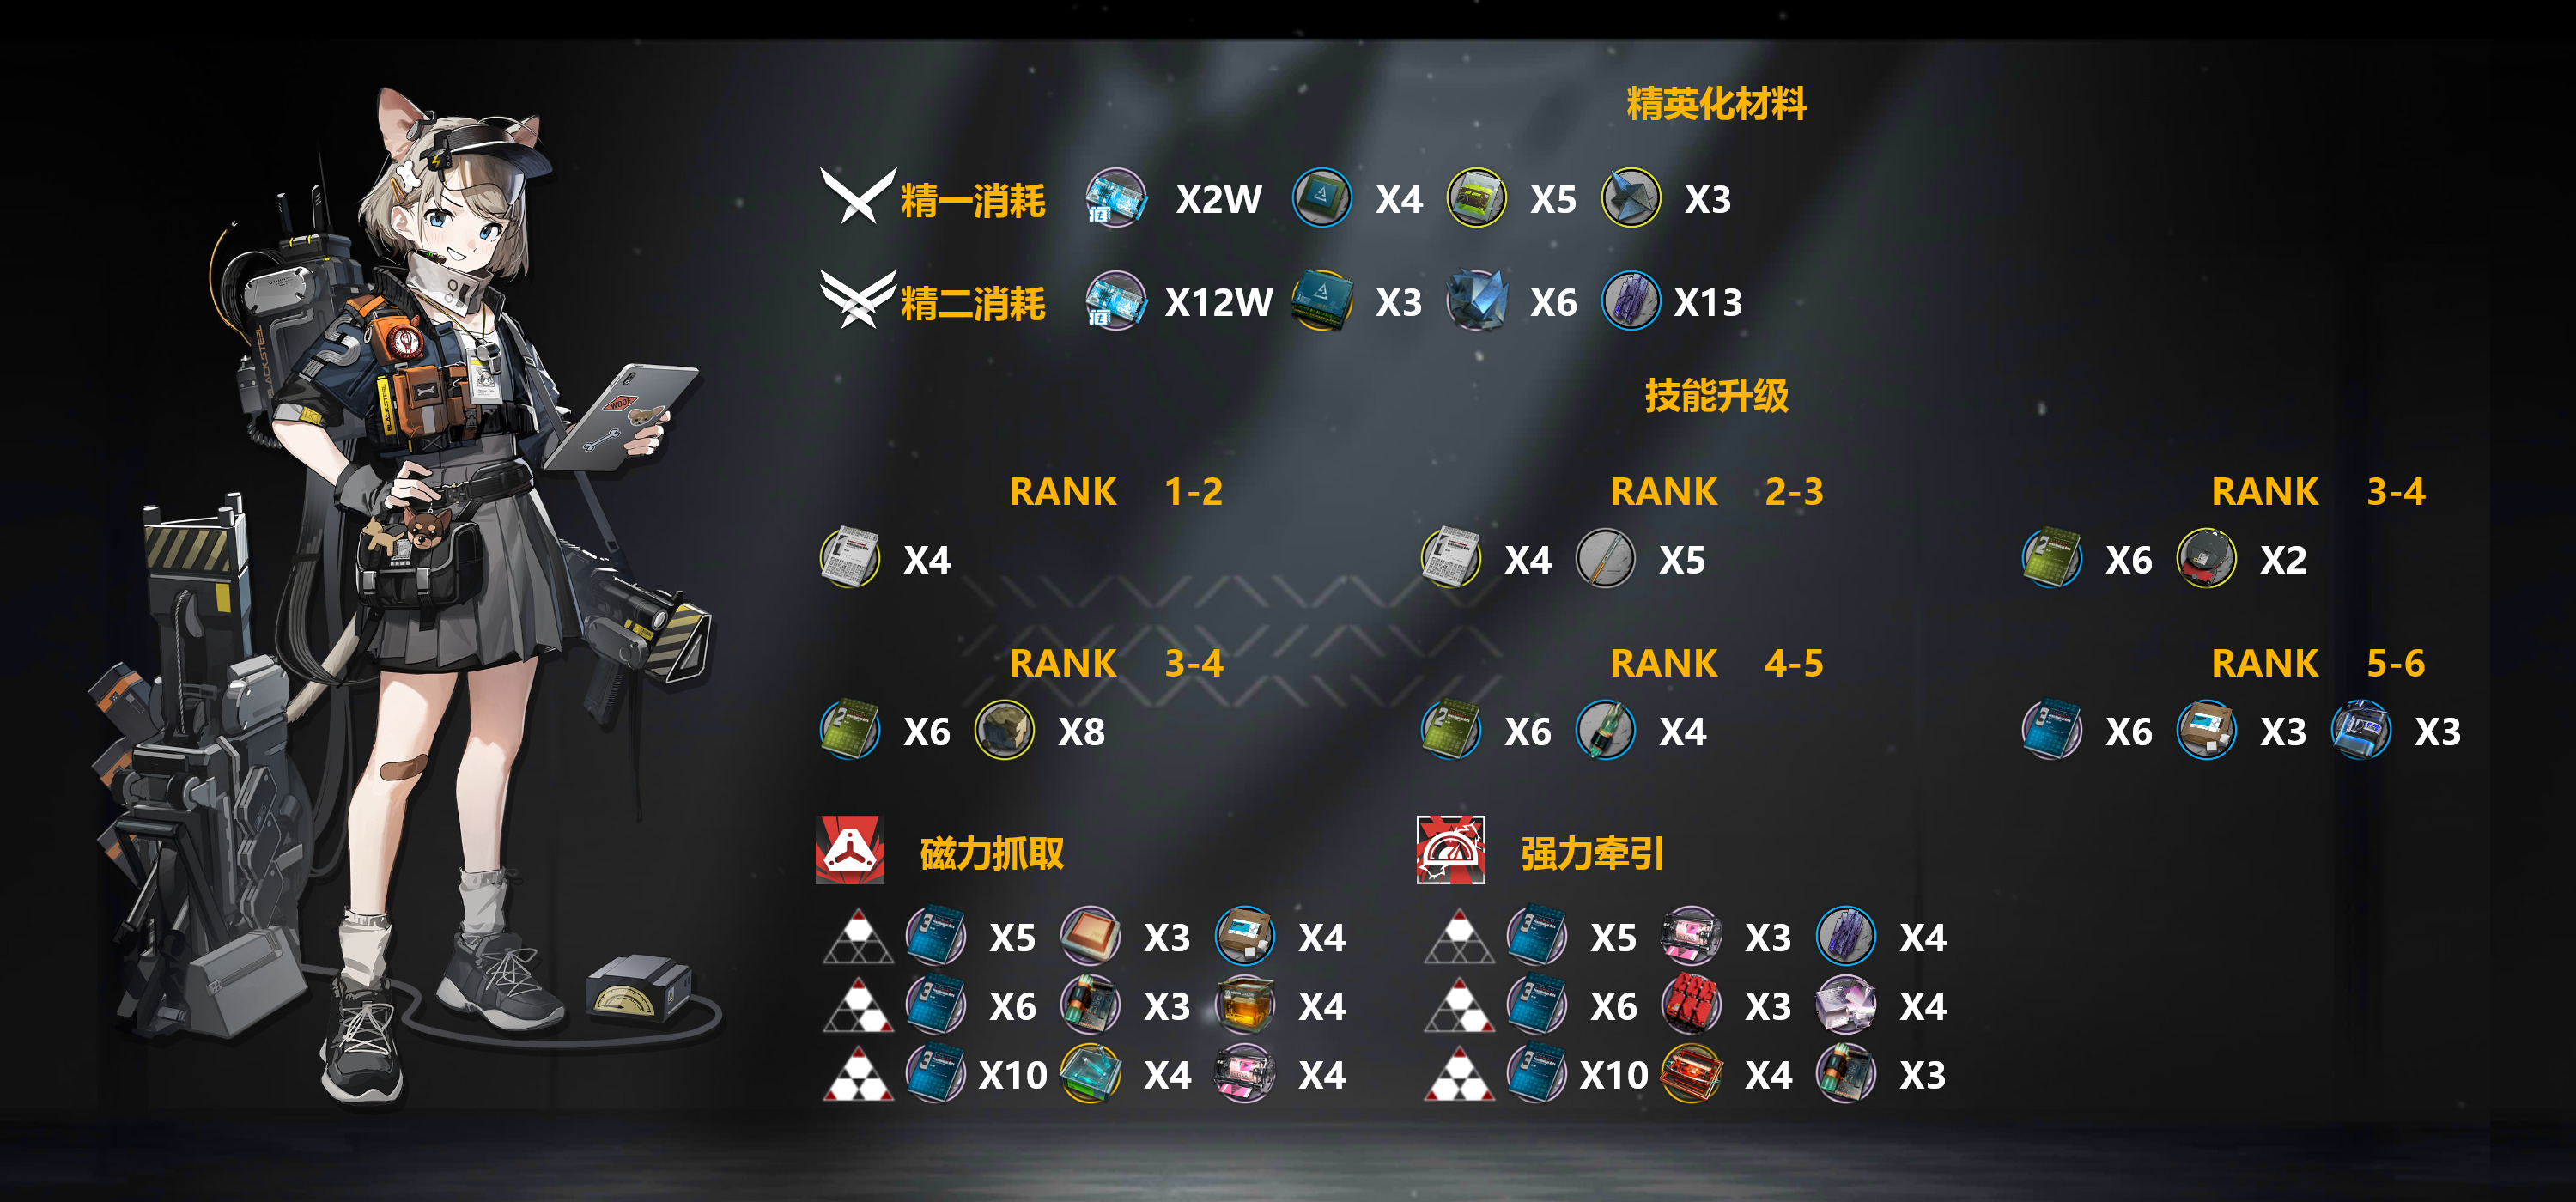 精英化材料
精一消耗 X2W X4 X5 X3
精二消耗 X12W X3 X6 X13
技能升级
RANK 1-2 RANK 2-3 RANK 3-4
X4 X4 X5 X6 X2
RANK 3-4 RANK 4-5 RANK 5-6
X6 X8 X6 X4 X6 X3 X3
磁力抓取 强力牵引
X5 X3 X4 X5 X3 X4
X6 X3 X4 X6 X3 X4
X10 X4 X4 X10 X4 X3
BLACKSTEEL
BLACKSTEEL
WOOF